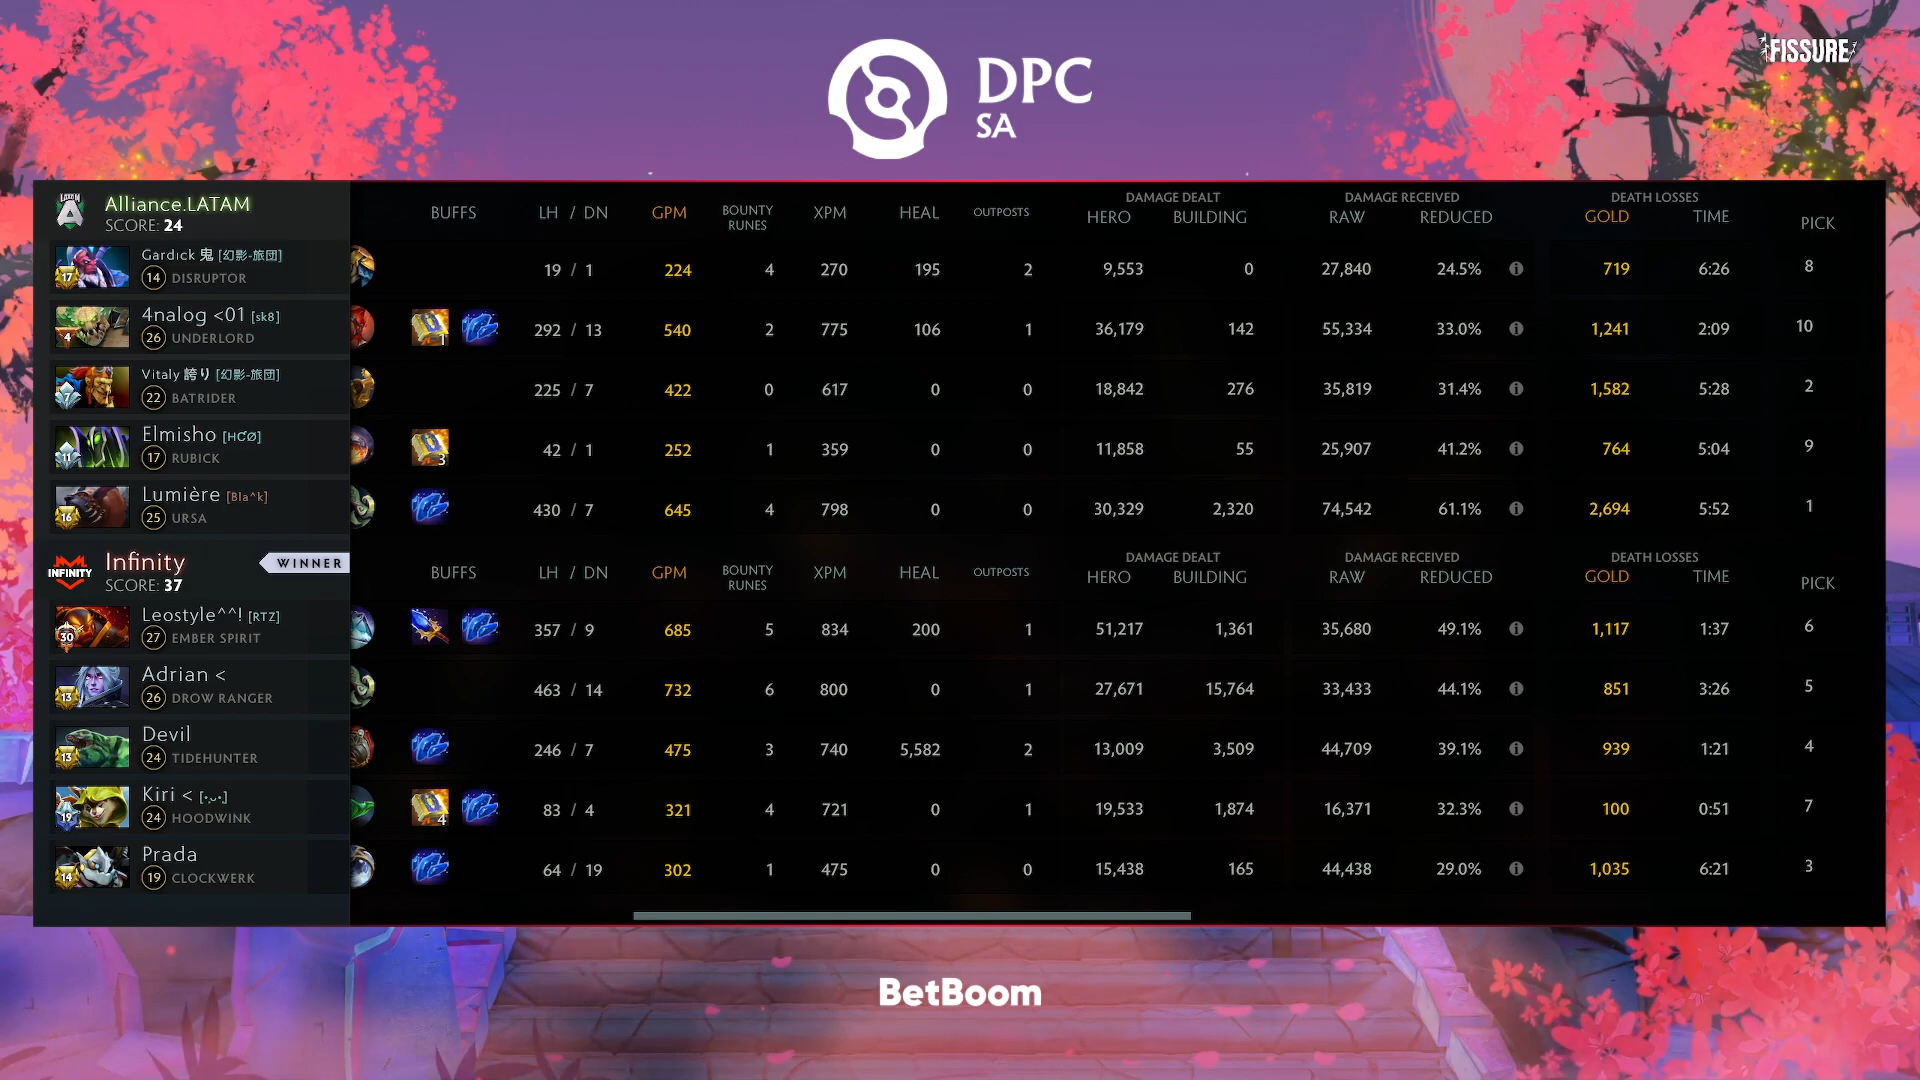 DPC
SA
FISSURE
Alliance.LATAM
SCORE: 24
BUFFS LH / DN GPM BOUNTY RUNES XPM HEAL OUTPOSTS DAMAGE DEALT HERO BUILDING DAMAGE RECEIVED RAW REDUCED DEATH LOSSES GOLD TIME PICK
17 Gardick 鬼 [幻影-旅団]
14 DISRUPTOR
19 / 1 224 4 270 195 2 9,553 0 27,840 24.5% 719 6:26 8
4 4nalog <01 [sk8]
26 UNDERLORD
1 292 / 13 540 2 775 106 1 36,179 142 55,334 33.0% 1,241 2:09 10
7 Vitaly 誇り [幻影-旅団]
22 BATRIDER
225 / 7 422 0 617 0 0 18,842 276 35,819 31.4% 1,582 5:28 2
11 Elmisho
17 RUBICK
3 42 / 1 252 1 359 0 0 11,858 55 25,907 41.2% 764 5:04 9
16 Lumière [Bla^k]
25 URSA
430 / 7 645 4 798 0 0 30,329 2,320 74,542 61.1% 2,694 5:52 1
INFINITY
Infinity
WINNER
SCORE: 37
BUFFS LH / DN GPM BOUNTY RUNES XPM HEAL OUTPOSTS DAMAGE DEALT HERO BUILDING DAMAGE RECEIVED RAW REDUCED DEATH LOSSES GOLD TIME PICK
30 Leostyle^^! [RTZ]
27 EMBER SPIRIT
357 / 9 685 5 834 200 1 51,217 1,361 35,680 49.1% 1,117 1:37 6
13 Adrian <
26 DROW RANGER
463 / 14 732 6 800 0 1 27,671 15,764 33,433 44.1% 851 3:26 5
13 Devil
24 TIDEHUNTER
246 / 7 475 3 740 5,582 2 13,009 3,509 44,709 39.1% 939 1:21 4
19 Kiri <
24 HOODWINK
4 83 / 4 321 4 721 0 1 19,533 1,874 16,371 32.3% 100 0:51 7
14 Prada
19 CLOCKWERK
64 / 19 302 1 475 0 0 15,438 165 44,438 29.0% 1,035 6:21 3
BetBoom